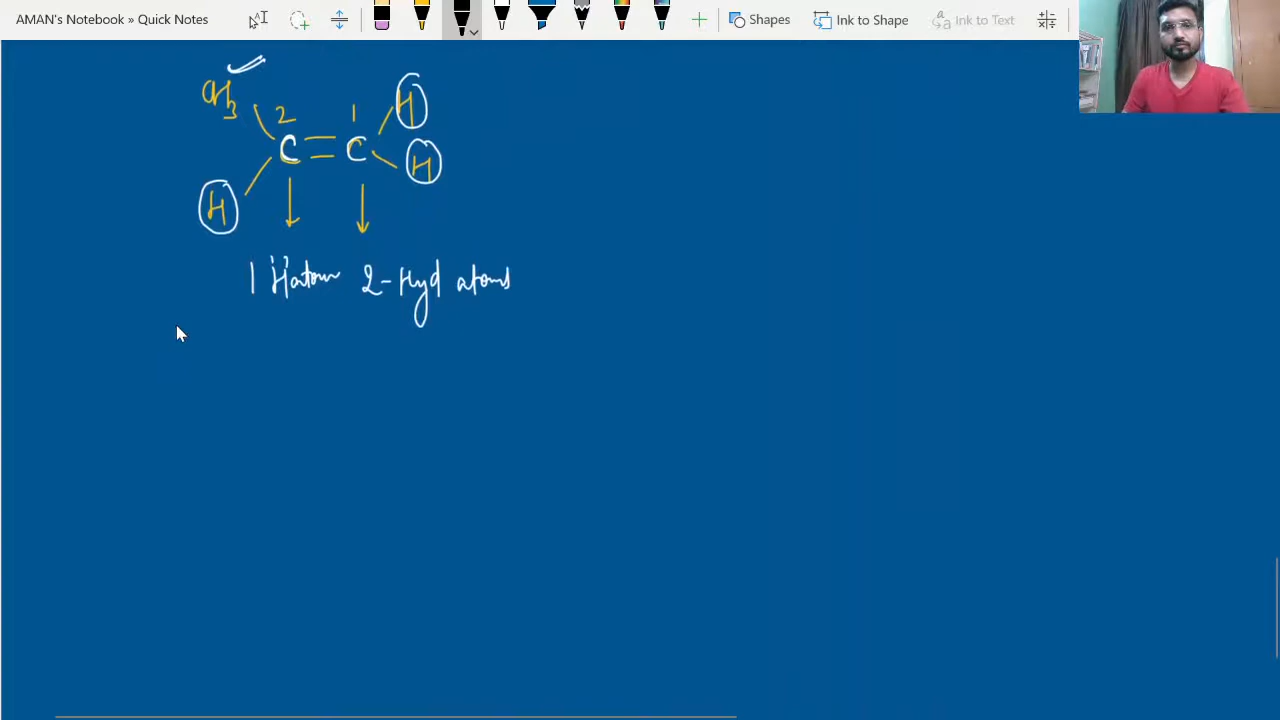 AMAN's Notebook » Quick Notes
Shapes
Ink to Shape
Ink to Text
CH3 2 1 H
C = C
H H
1 "H" atom 2-Hyd atoms